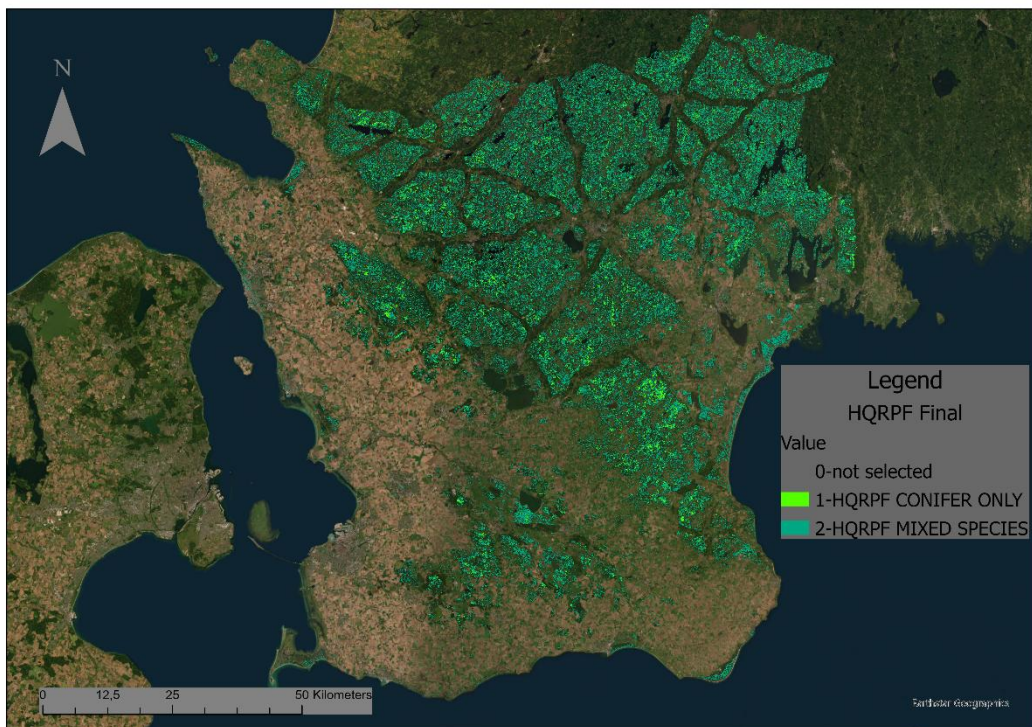 N
Legend
HQRPF Final
Value
0-not selected
1-HQRPF CONIFER ONLY
2-HQRPF MIXED SPECIES
0 12,5 25 50 Kilometers
Earthstar Geographics